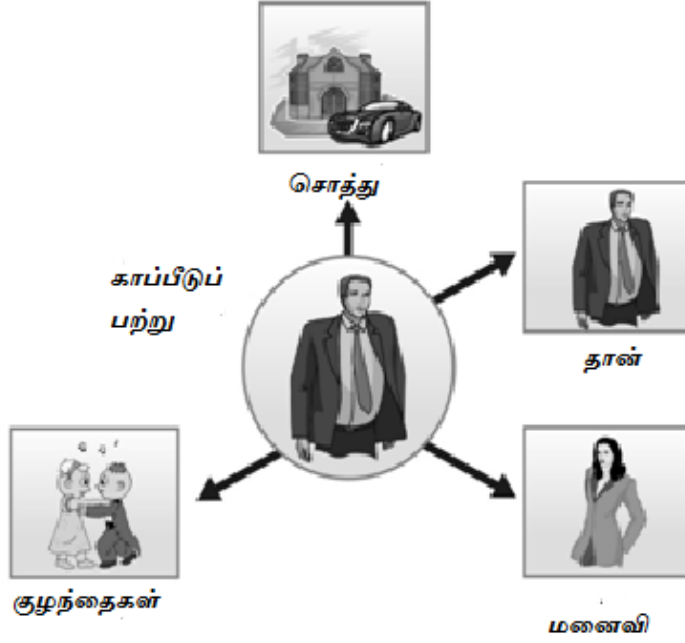 சொத்து
காப்பீடுப்
பற்று
தான்
குழந்தைகள்
மனைவி